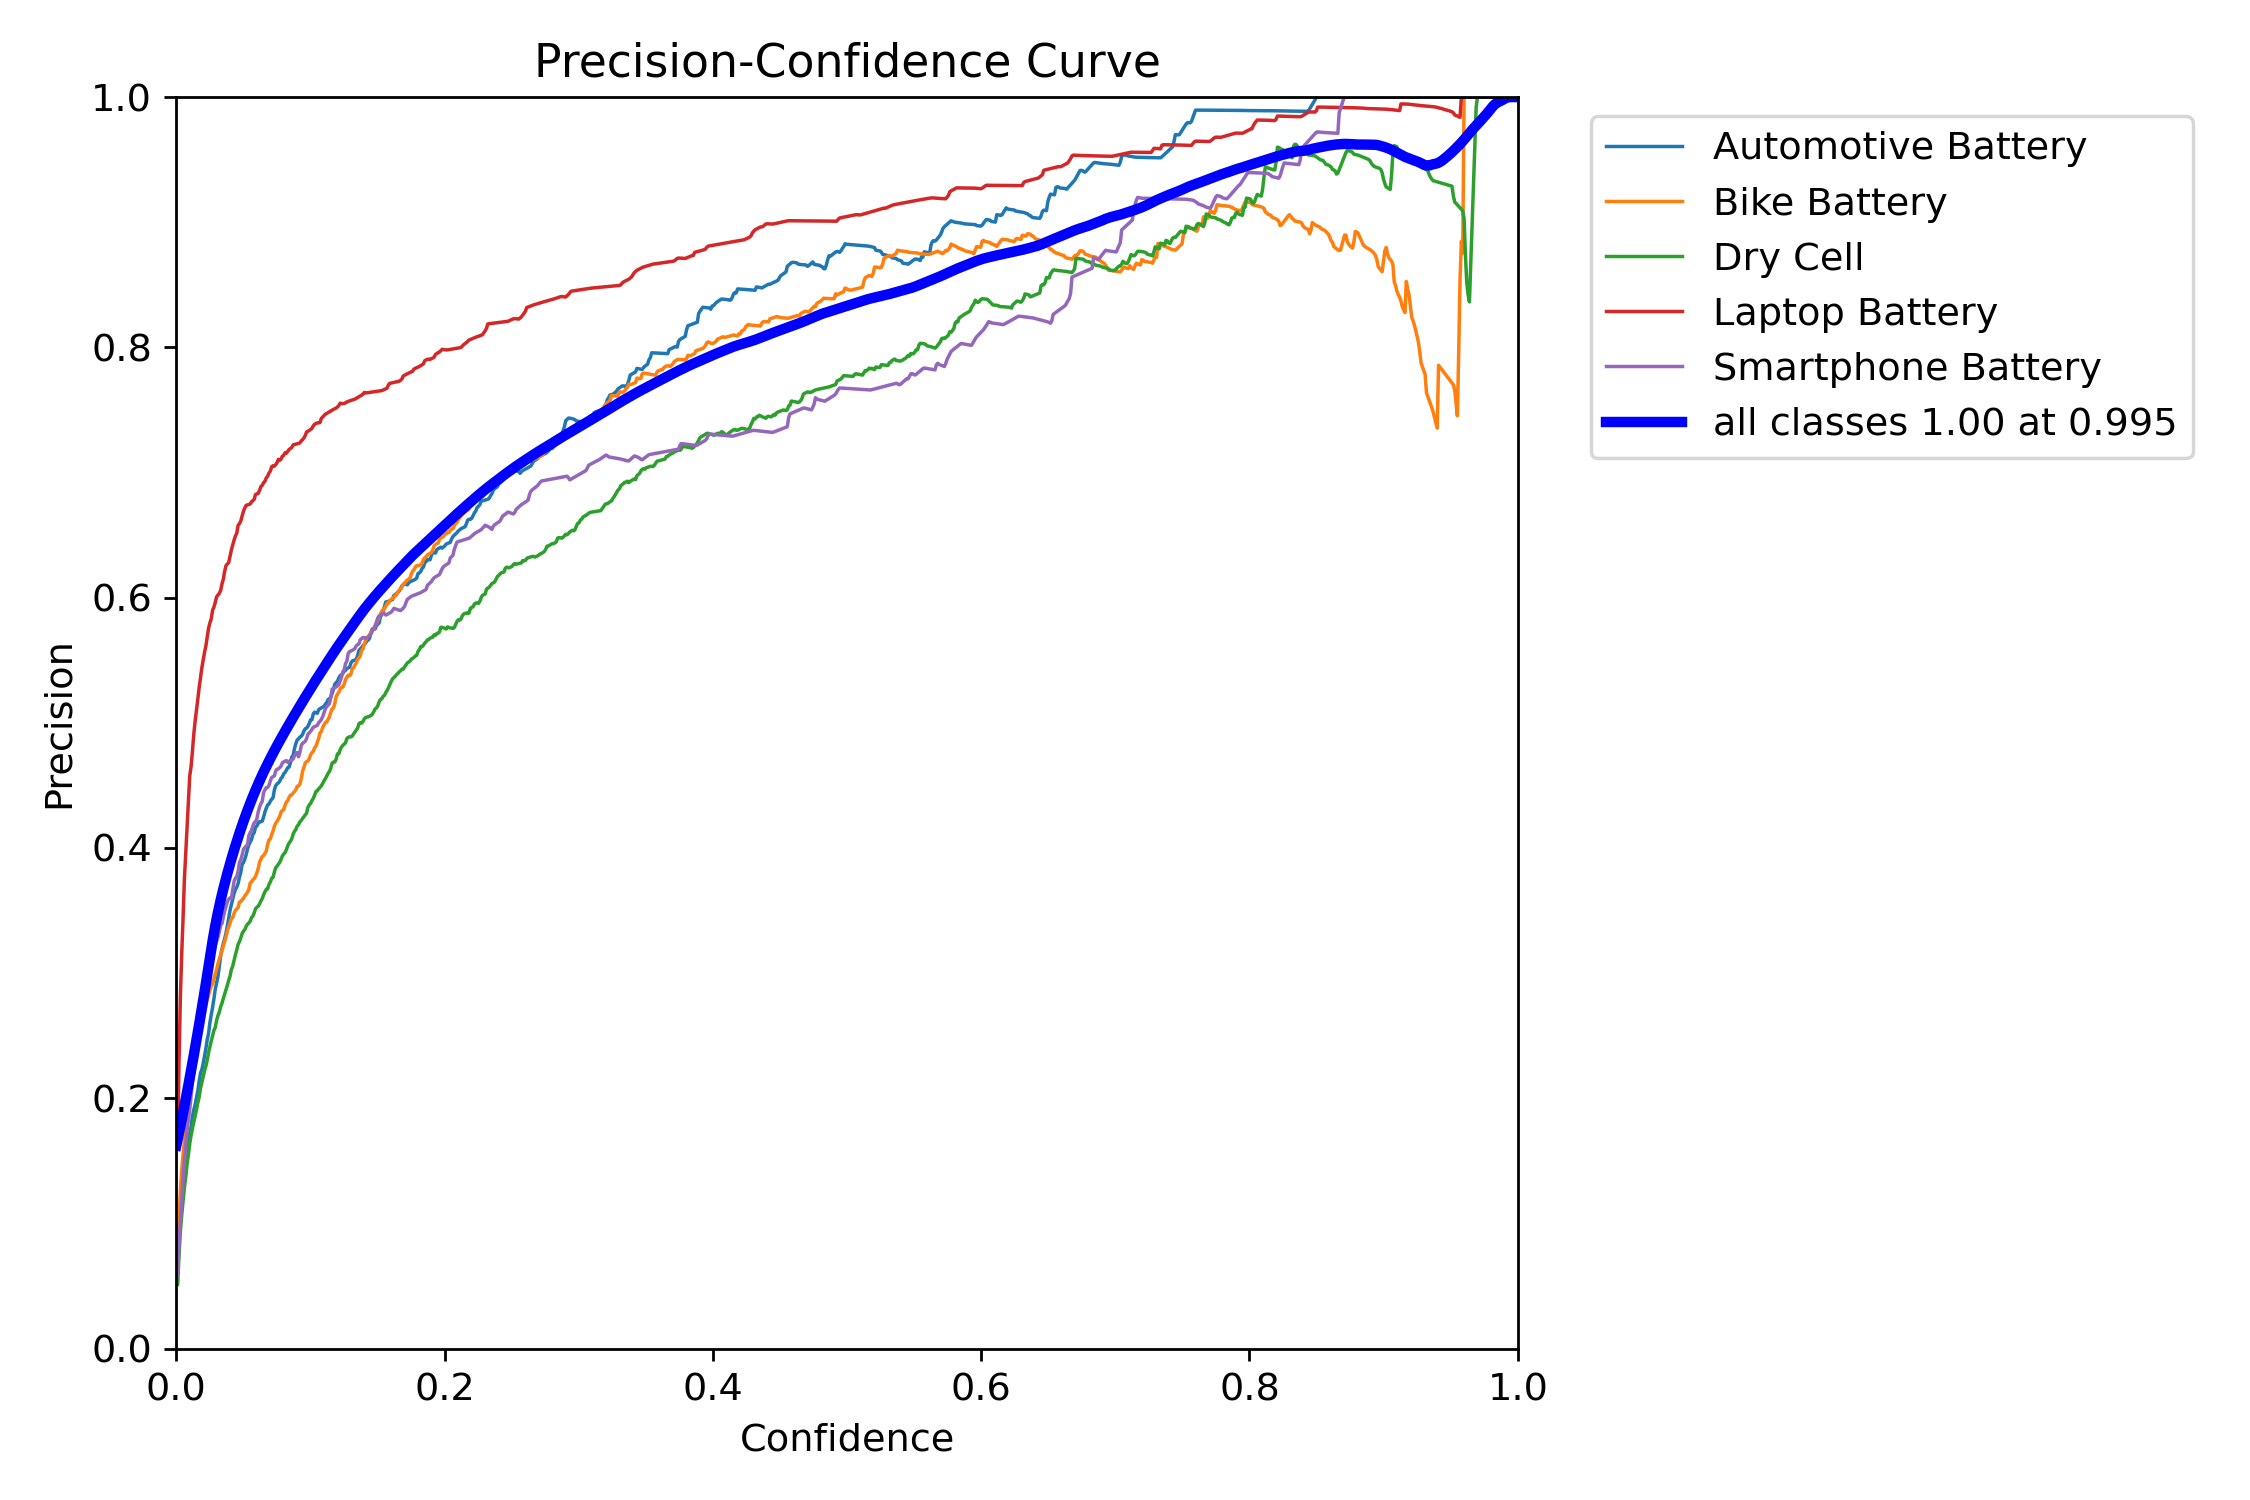 Precision-Confidence Curve
1.0
0.8
0.6
0.4
0.2
0.0
Precision
0.0 0.2 0.4 0.6 0.8 1.0
Confidence
Automotive Battery
Bike Battery
Dry Cell
Laptop Battery
Smartphone Battery
all classes 1.00 at 0.995